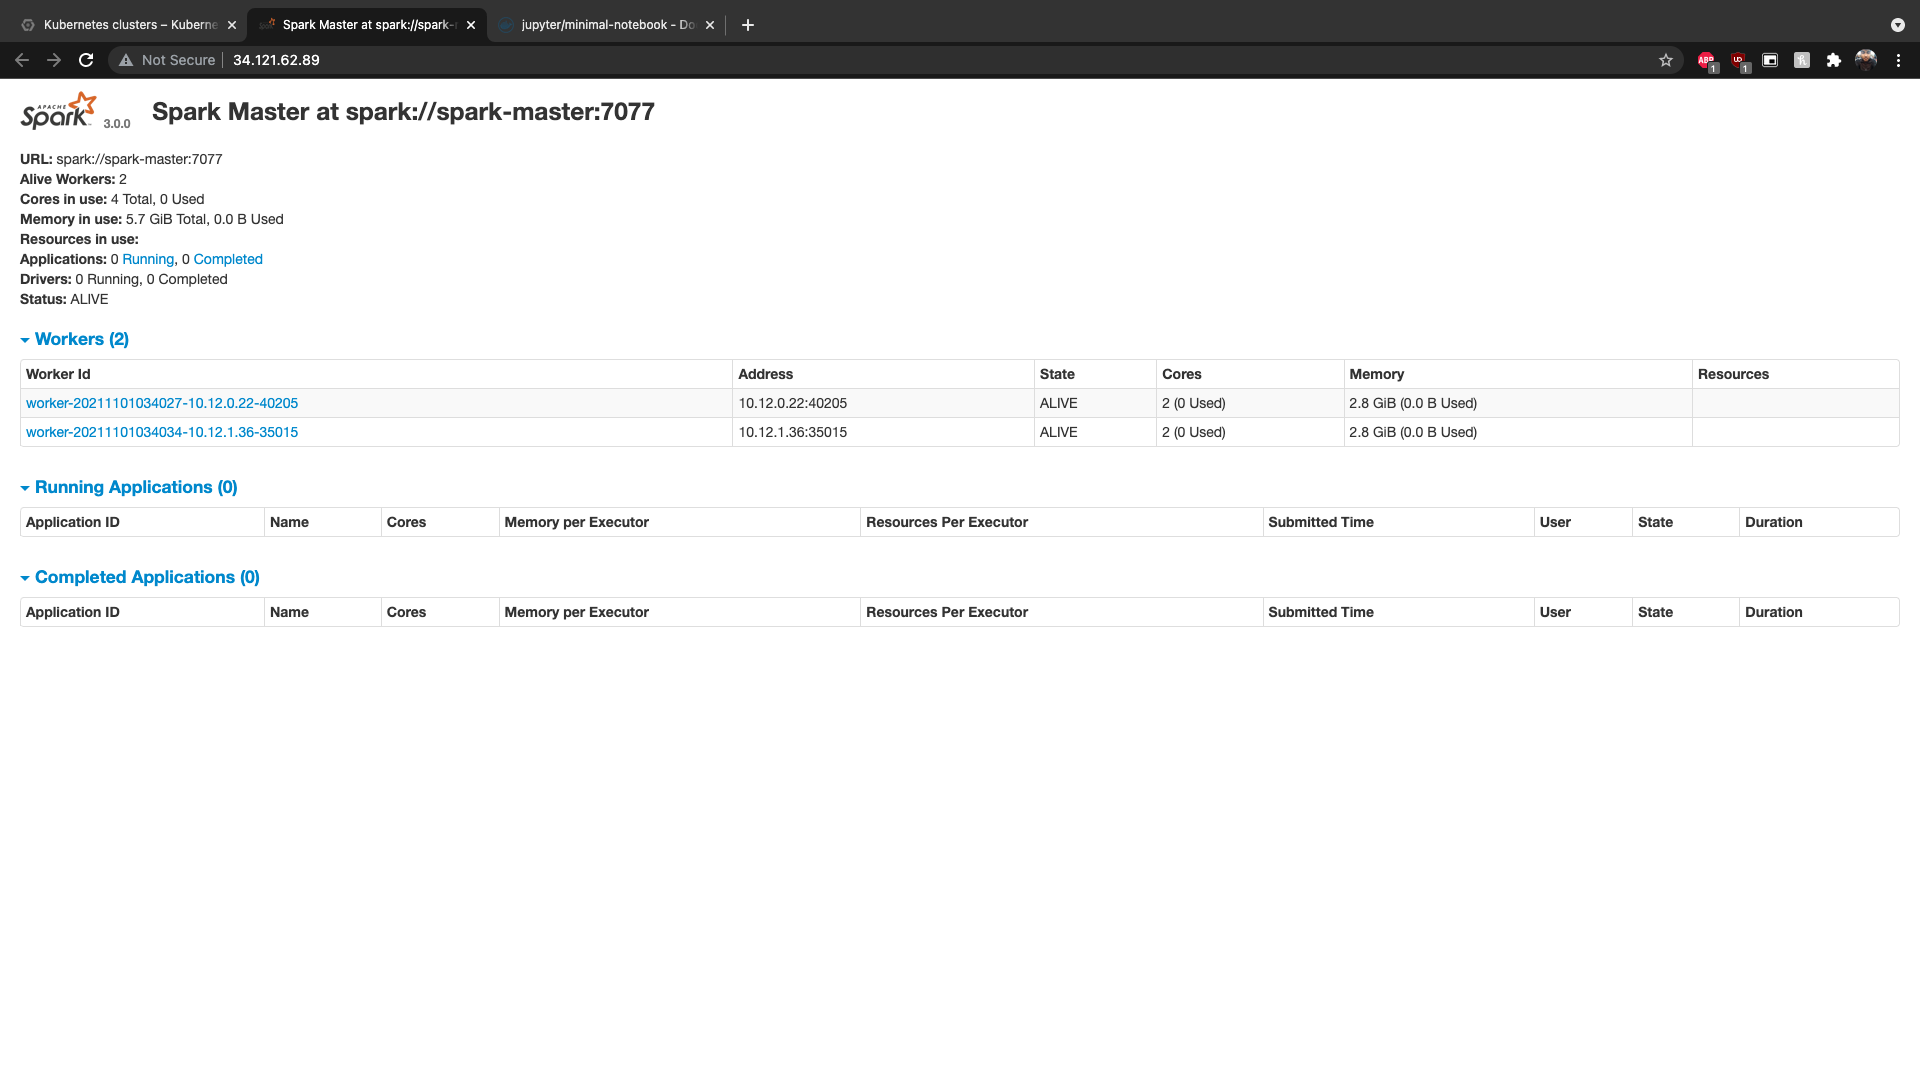 Kubernetes clusters – Kuberne
Spark Master at spark://spark-
jupyter/minimal-notebook - Do
Not Secure 34.121.62.89
ABP 1
UD 1
APACHE
Spark 3.0.0
Spark Master at spark://spark-master:7077
URL: spark://spark-master:7077
Alive Workers: 2
Cores in use: 4 Total, 0 Used
Memory in use: 5.7 GiB Total, 0.0 B Used
Resources in use:
Applications: 0 Running, 0 Completed
Drivers: 0 Running, 0 Completed
Status: ALIVE
Workers (2)
Worker Id Address State Cores Memory Resources
worker-20211101034027-10.12.0.22-40205 10.12.0.22:40205 ALIVE 2 (0 Used) 2.8 GiB (0.0 B Used)
worker-20211101034034-10.12.1.36-35015 10.12.1.36:35015 ALIVE 2 (0 Used) 2.8 GiB (0.0 B Used)
Running Applications (0)
Application ID Name Cores Memory per Executor Resources Per Executor Submitted Time User State Duration
Completed Applications (0)
Application ID Name Cores Memory per Executor Resources Per Executor Submitted Time User State Duration